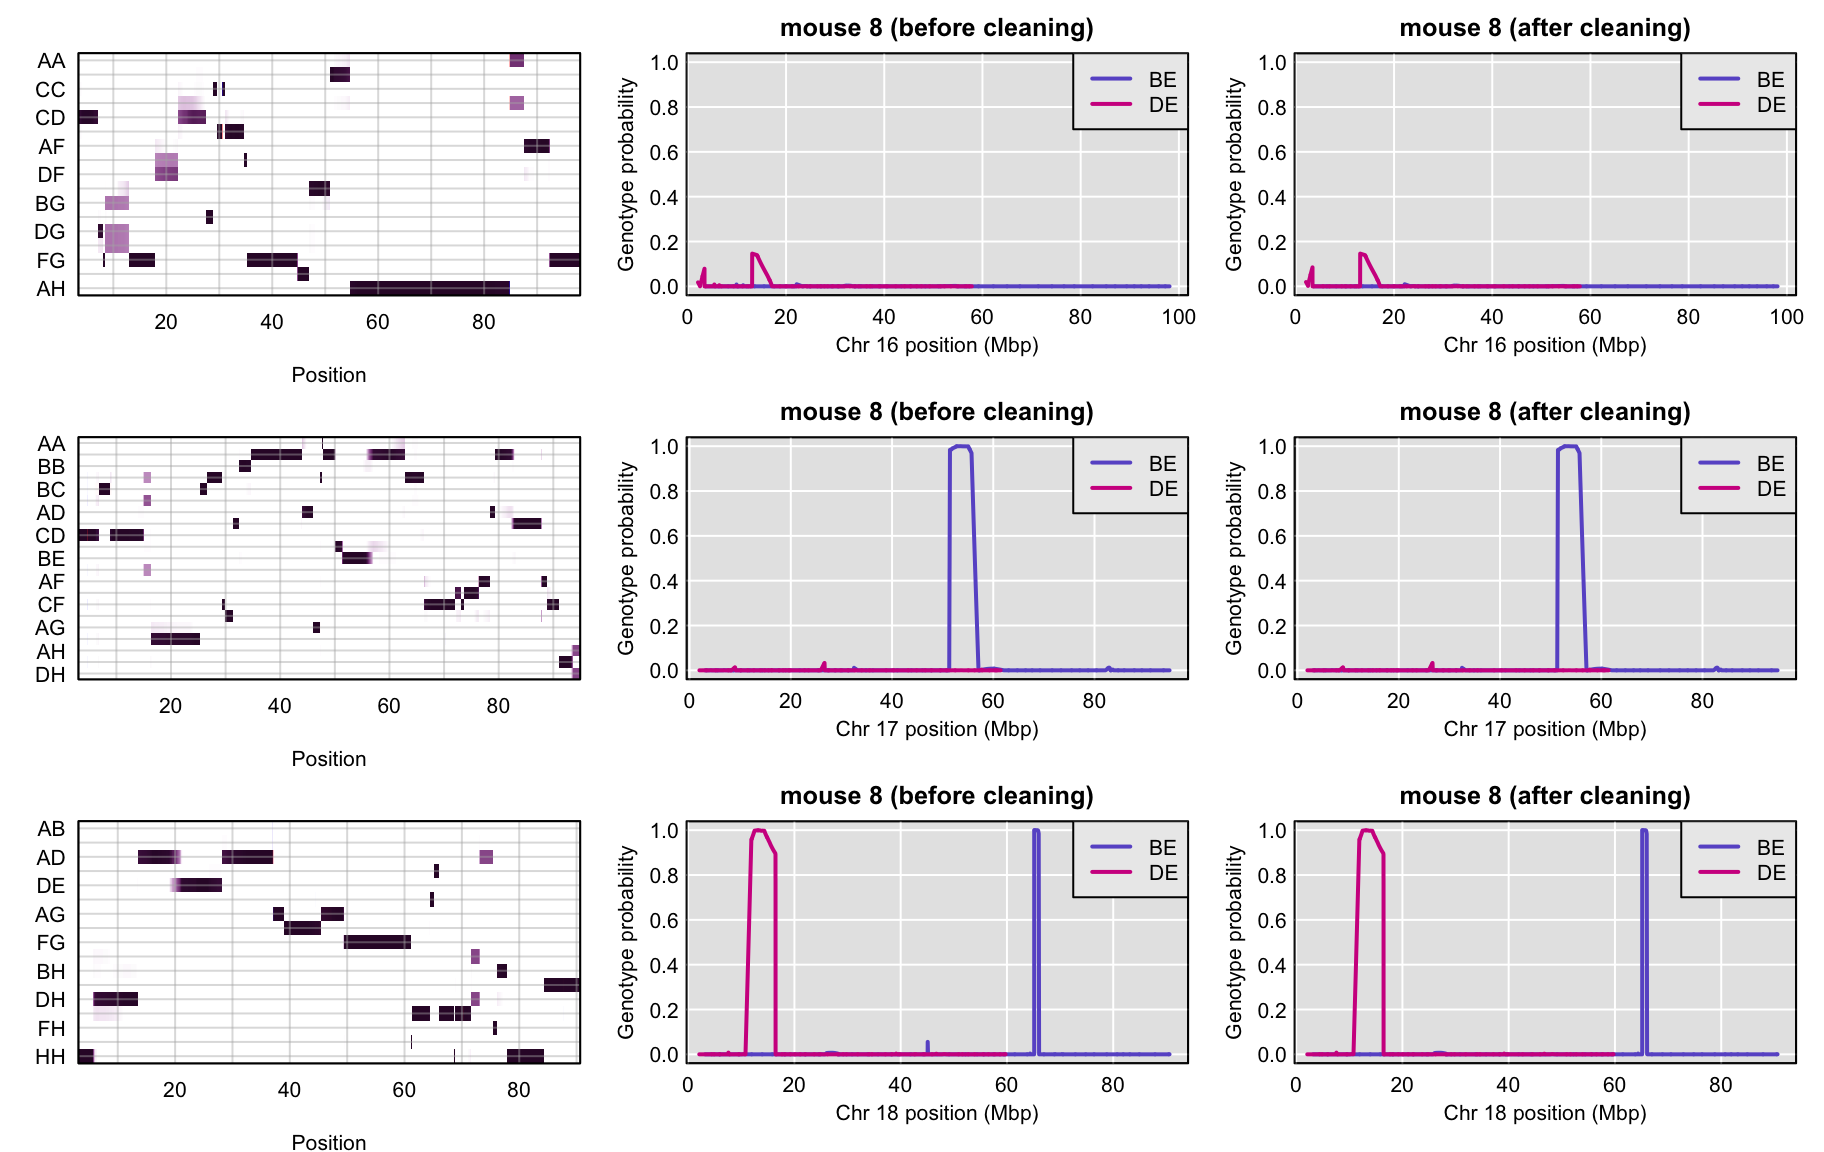 mouse 8 (before cleaning)
mouse 8 (after cleaning)
AA
CC
CD
AF
DF
BG
DG
FG
AH
20 40 60 80
Position
Genotype probability
1.0
0.8
0.6
0.4
0.2
0.0
BE
DE
0 20 40 60 80 100
Chr 16 position (Mbp)
Genotype probability
1.0
0.8
0.6
0.4
0.2
0.0
BE
DE
0 20 40 60 80 100
Chr 16 position (Mbp)
mouse 8 (before cleaning)
mouse 8 (after cleaning)
AA
BB
BC
AD
CD
BE
AF
CF
AG
AH
DH
20 40 60 80
Position
Genotype probability
1.0
0.8
0.6
0.4
0.2
0.0
BE
DE
0 20 40 60 80
Chr 17 position (Mbp)
Genotype probability
1.0
0.8
0.6
0.4
0.2
0.0
BE
DE
0 20 40 60 80
Chr 17 position (Mbp)
mouse 8 (before cleaning)
mouse 8 (after cleaning)
AB
AD
DE
AG
FG
BH
DH
FH
HH
20 40 60 80
Position
Genotype probability
1.0
0.8
0.6
0.4
0.2
0.0
BE
DE
0 20 40 60 80
Chr 18 position (Mbp)
Genotype probability
1.0
0.8
0.6
0.4
0.2
0.0
BE
DE
0 20 40 60 80
Chr 18 position (Mbp)